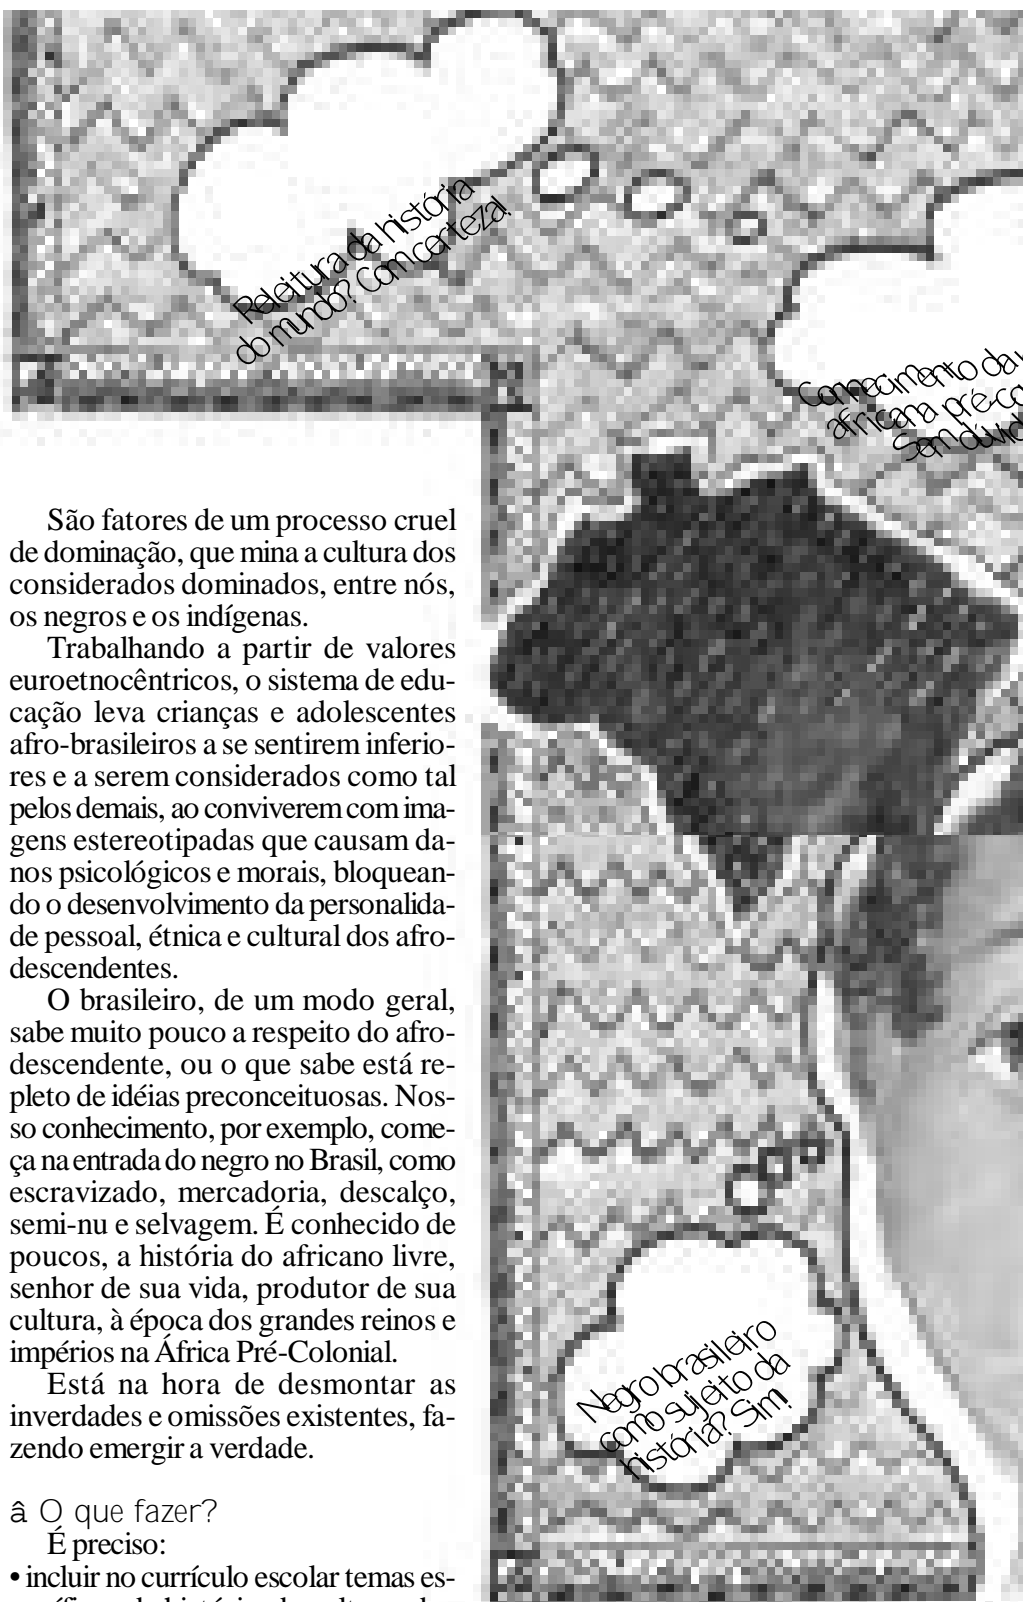 Releitura da história
do mundo? Com certeza!
Conhecimento da
africana pré-co
Sem dúvid
São fatores de um processo cruel
de dominação, que mina a cultura dos
considerados dominados, entre nós,
os negros e os indígenas.
Trabalhando a partir de valores
euroetnocêntricos, o sistema de edu-
cação leva crianças e adolescentes
afro-brasileiros a se sentirem inferio-
res e a serem considerados como tal
pelos demais, ao conviverem com ima-
gens estereotipadas que causam da-
nos psicológicos e morais, bloquean-
do o desenvolvimento da personalida-
de pessoal, étnica e cultural dos afro-
descendentes.
O brasileiro, de um modo geral,
sabe muito pouco a respeito do afro-
descendente, ou o que sabe está re-
pleto de idéias preconceituosas. Nos-
so conhecimento, por exemplo, come-
ça na entrada do negro no Brasil, como
escravizado, mercadoria, descalço,
semi-nu e selvagem. É conhecido de
poucos, a história do africano livre,
senhor de sua vida, produtor de sua
cultura, à época dos grandes reinos e
impérios na África Pré-Colonial.
Está na hora de desmontar as
inverdades e omissões existentes, fa-
zendo emergir a verdade.
â O que fazer?
É preciso:
• incluir no currículo escolar temas es-
Negro brasileiro
como sujeito da
história? Sim!